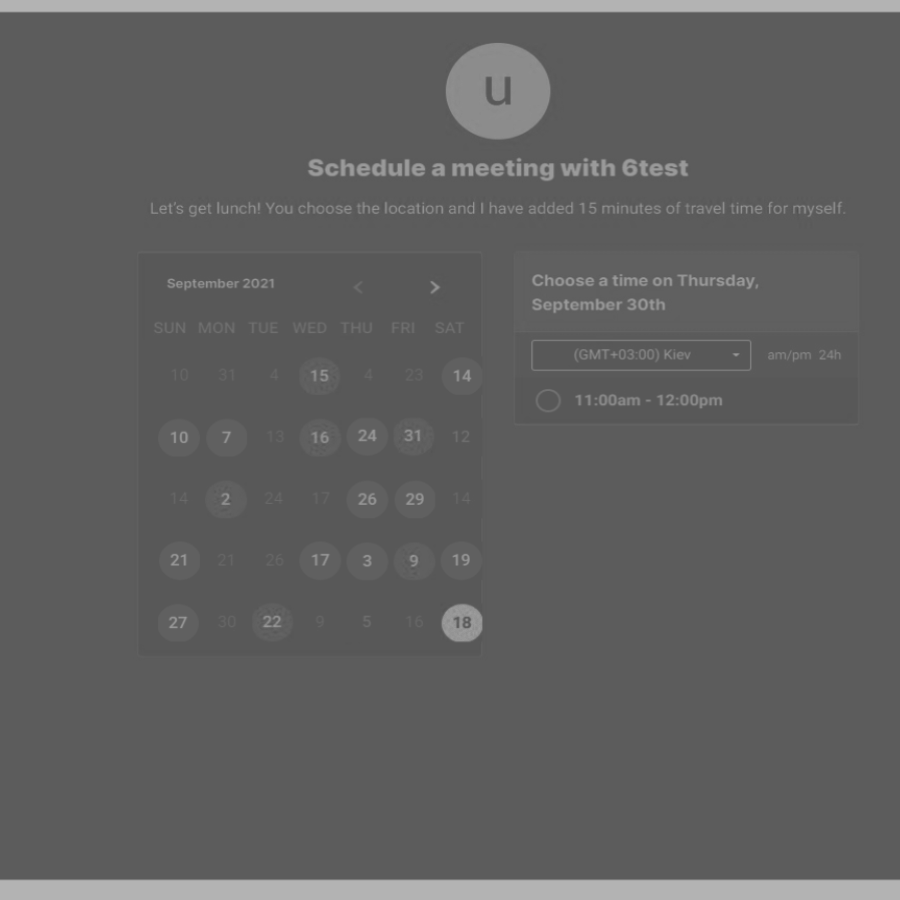 u
Schedule a meeting with 6test
Let's get lunch! You choose the location and I have added 15 minutes of travel time for myself.
September 2021 < >
SUN MON TUE WED THU FRI SAT
10 31 4 15 4 23 14
10 7 13 16 24 31 12
14 2 24 17 26 29 14
21 21 26 17 3 9 19
27 30 22 9 5 16 18
Choose a time on Thursday,
September 30th
(GMT+03:00) Kiev am/pm 24h
11:00am - 12:00pm